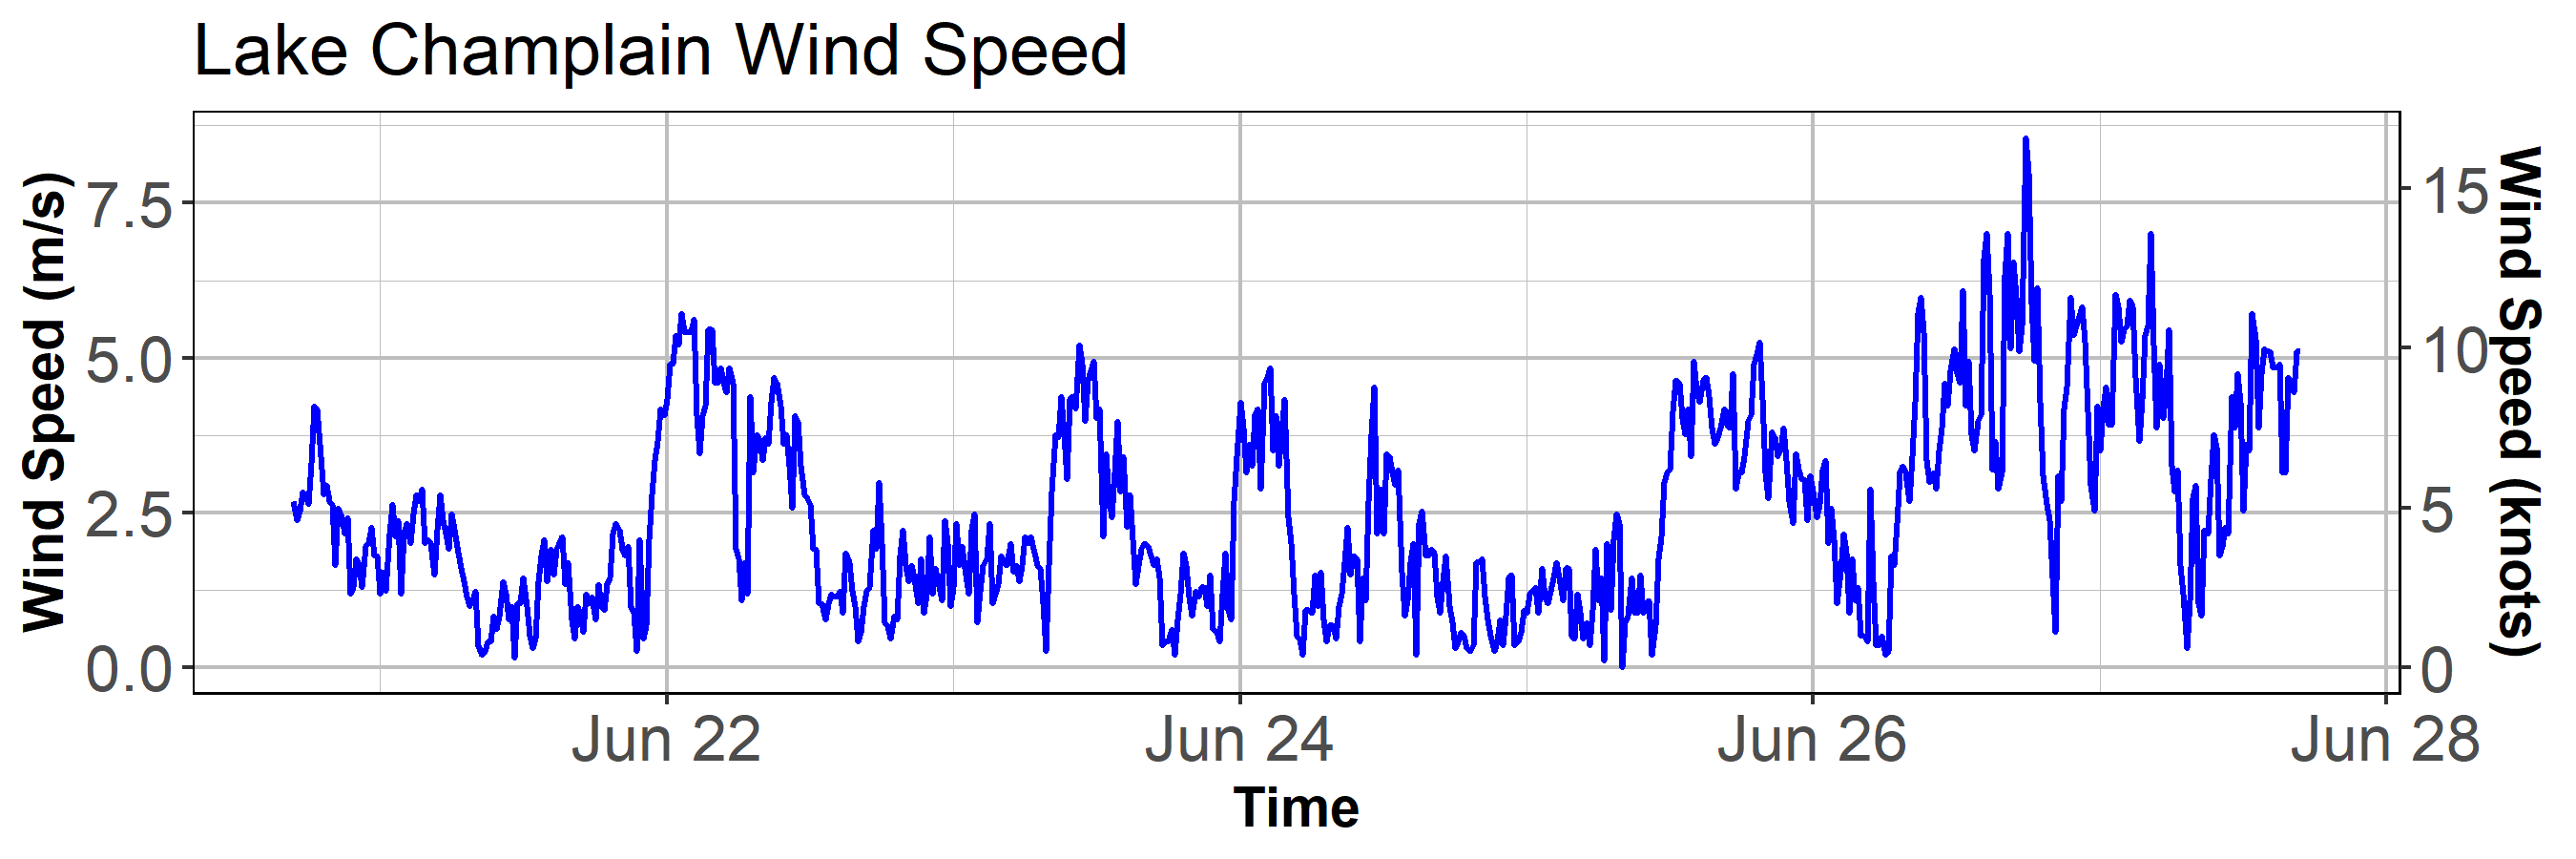 Lake Champlain Wind Speed
Wind Speed (m/s)
7.5
5.0
2.5
0.0
15
10
5
0
Wind Speed (knots)
Jun 22
Jun 24
Jun 26
Jun 28
Time